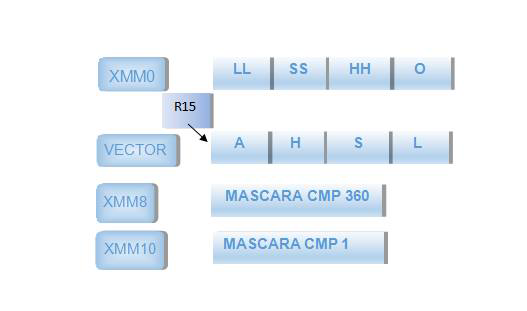 XMM0 LL SS HH O
R15
VECTOR A H S L
XMM8 MASCARA CMP 360
XMM10 MASCARA CMP 1